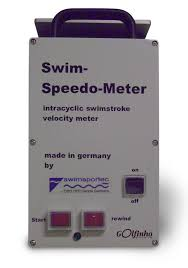 Swim-
Speedo-Meter
intracyclic swimstroke
velocity meter
made in germany
by
swimsportec
on
off
Start
rewind
GOlfinho